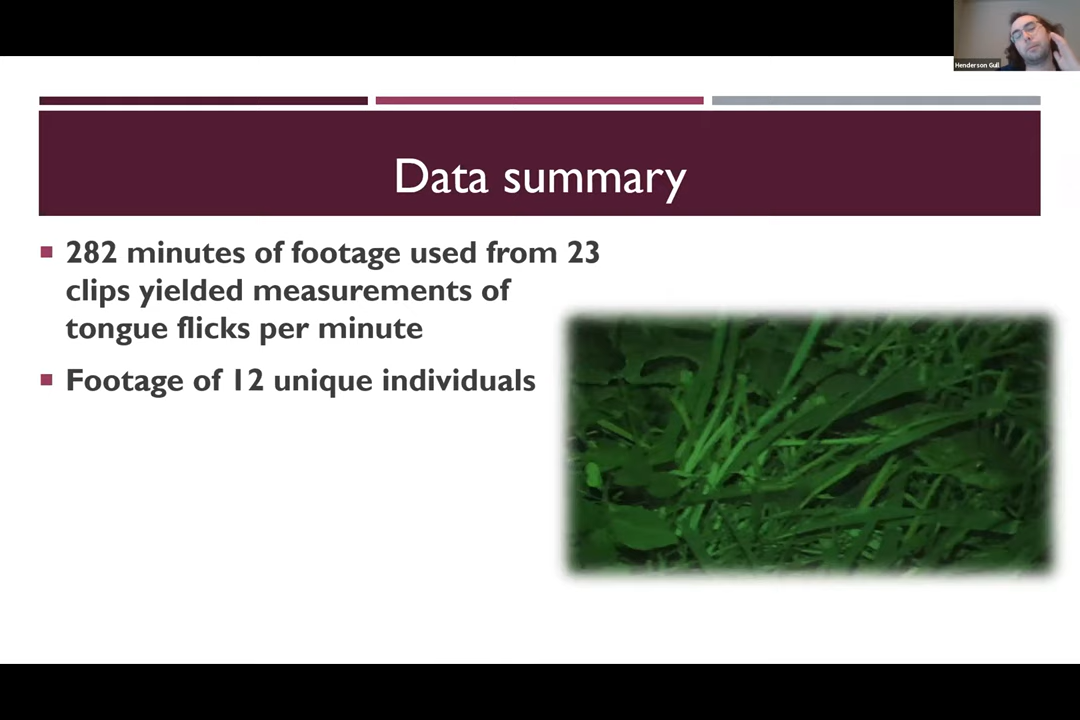 Henderson Gull
Data summary
282 minutes of footage used from 23
clips yielded measurements of
tongue flicks per minute
Footage of 12 unique individuals